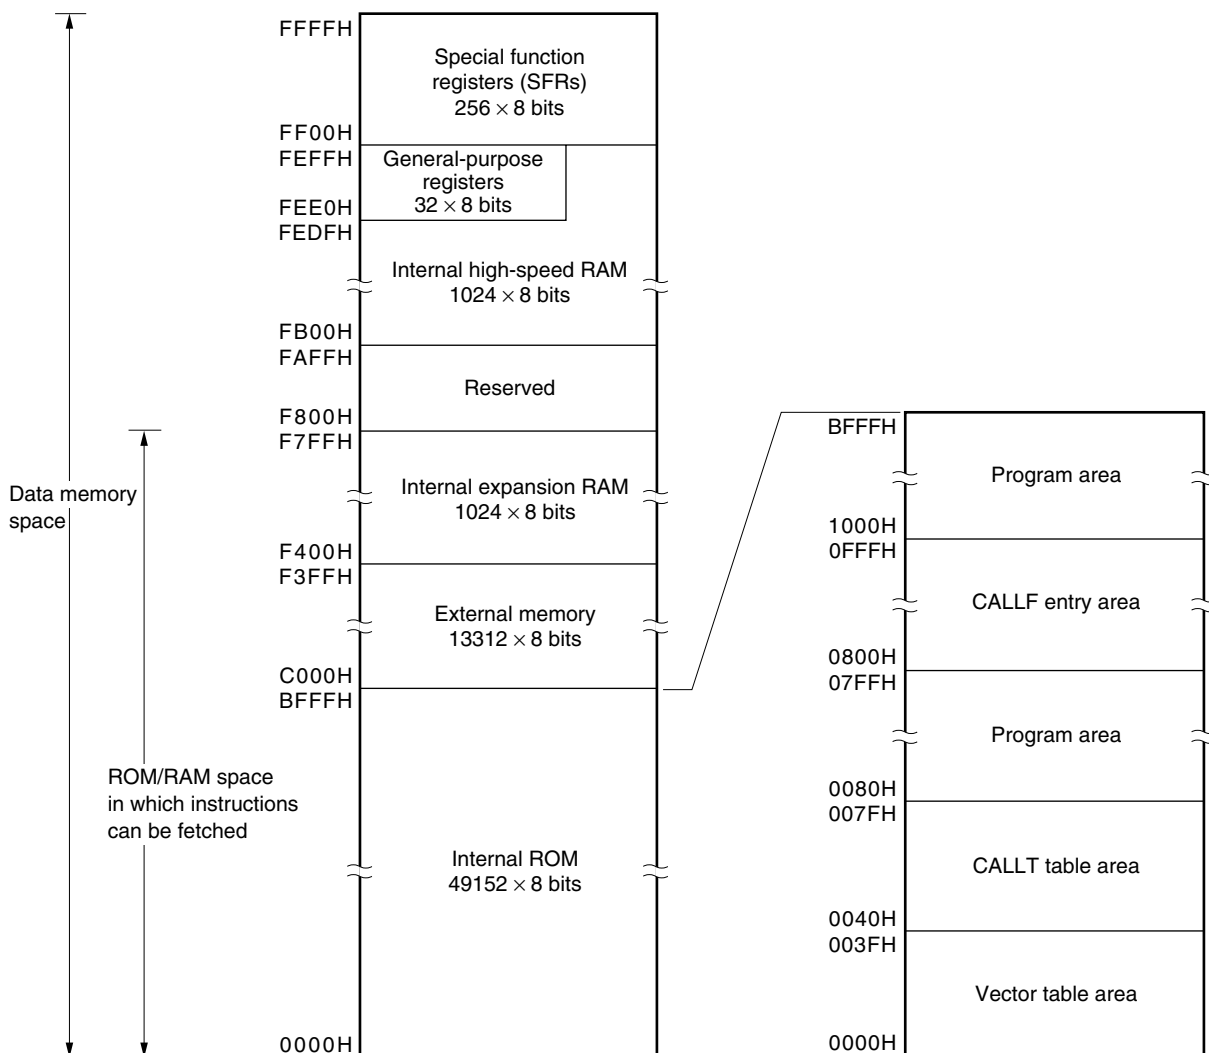 FFFFH
Special function
registers (SFRs)
256 × 8 bits
FF00H
FEFFH
General-purpose
registers
32 × 8 bits
FEE0H
FEDFH
Internal high-speed RAM
1024 × 8 bits
FB00H
FAFFH
Reserved
F800H
F7FFH
Data memory
space
Internal expansion RAM
1024 × 8 bits
F400H
F3FFH
External memory
13312 × 8 bits
C000H
BFFFH
ROM/RAM space
in which instructions
can be fetched
Internal ROM
49152 × 8 bits
0000H
BFFFH
Program area
1000H
0FFFH
CALLF entry area
0800H
07FFH
Program area
0080H
007FH
CALLT table area
0040H
003FH
Vector table area
0000H